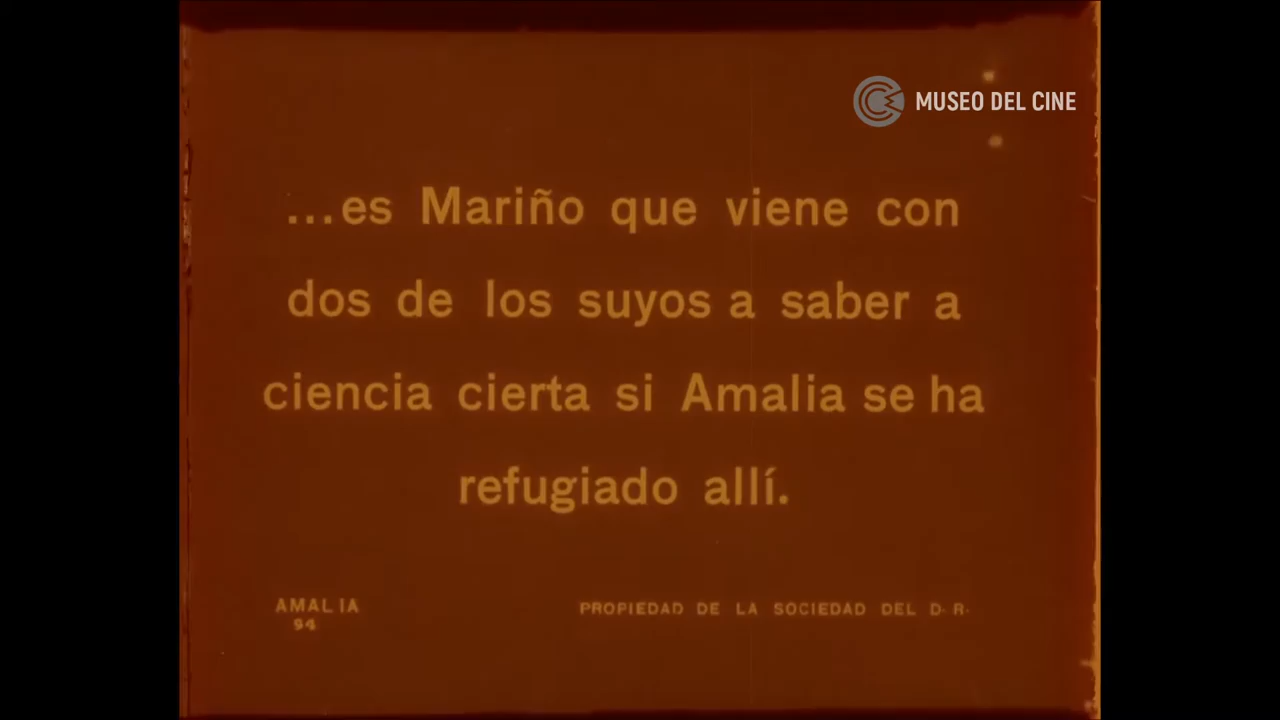 MUSEO DEL CINE
...es Mariño que viene con
dos de los suyos a saber a
ciencia cierta si Amalia se ha
refugiado allí.
AMALIA
94
PROPIEDAD DE LA SOCIEDAD DEL D. R.